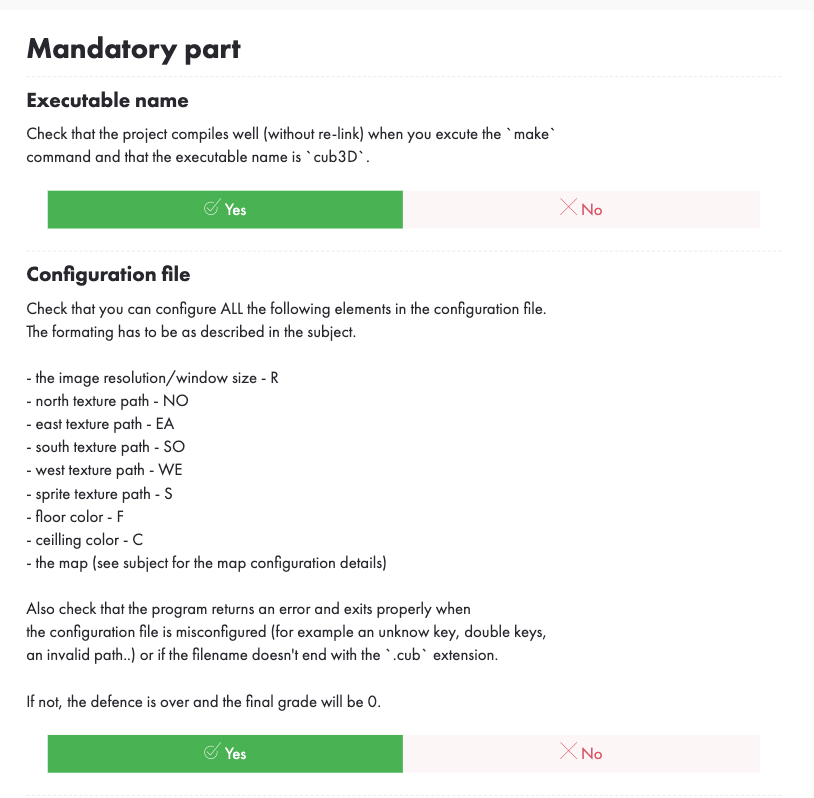 Mandatory part
Executable name
Check that the project compiles well (without re-link) when you excute the `make`
command and that the executable name is `cub3D`.
Yes
No
Configuration file
Check that you can configure ALL the following elements in the configuration file.
The formating has to be as described in the subject.
- the image resolution/window size - R
- north texture path - NO
- east texture path - EA
- south texture path - SO
- west texture path - WE
- sprite texture path - S
- floor color - F
- ceilling color - C
- the map (see subject for the map configuration details)
Also check that the program returns an error and exits properly when
the configuration file is misconfigured (for example an unknow key, double keys,
an invalid path..) or if the filename doesn't end with the `.cub` extension.
If not, the defence is over and the final grade will be 0.
Yes
No